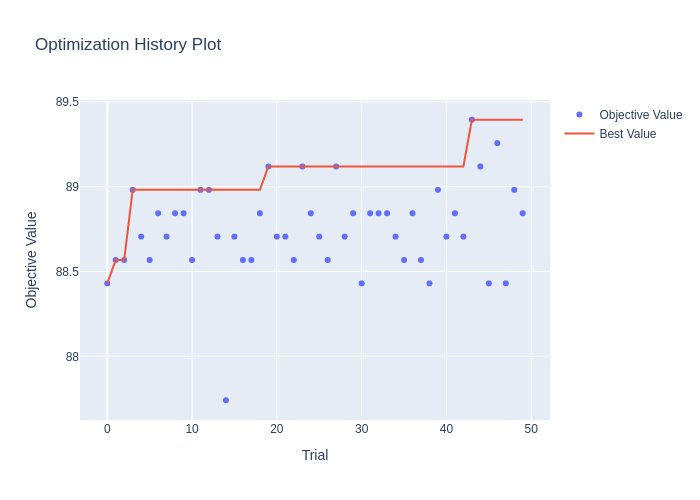 Optimization History Plot
Objective Value
Best Value
89.5
89
88.5
88
Objective Value
0
10
20
30
40
50
Trial